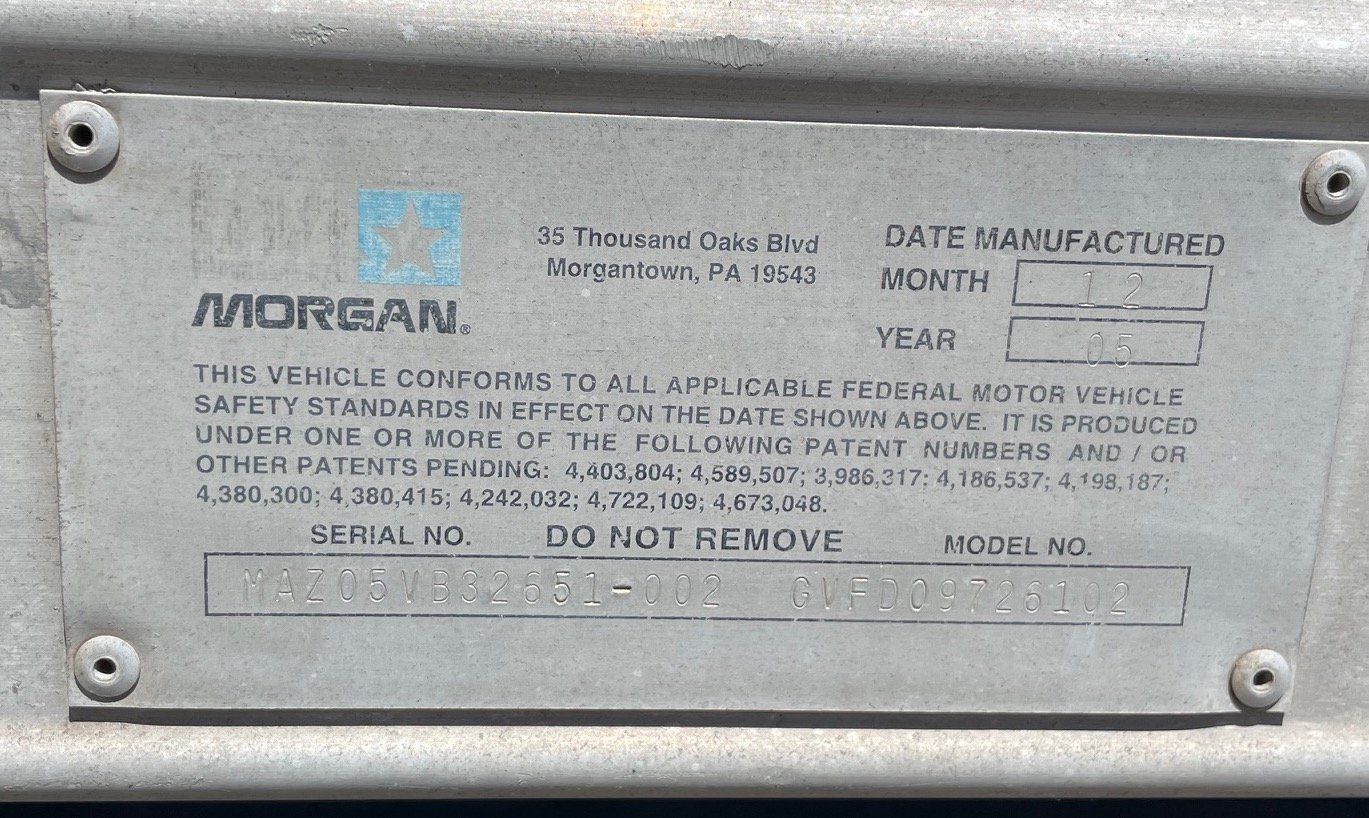 35 Thousand Oaks Blvd
Morgantown, PA 19543
MORGAN®
DATE MANUFACTURED
MONTH 12
YEAR 05
THIS VEHICLE CONFORMS TO ALL APPLICABLE FEDERAL MOTOR VEHICLE
SAFETY STANDARDS IN EFFECT ON THE DATE SHOWN ABOVE. IT IS PRODUCED
UNDER ONE OR MORE OF THE FOLLOWING PATENT NUMBERS AND / OR
OTHER PATENTS PENDING: 4,403,804; 4,589,507; 3,986,317; 4,186,537; 4,198,187;
4,380,300; 4,380,415; 4,242,032; 4,722,109; 4,673,048.
SERIAL NO. DO NOT REMOVE MODEL NO.
MAZ05VB32651-002 GVFD09726102